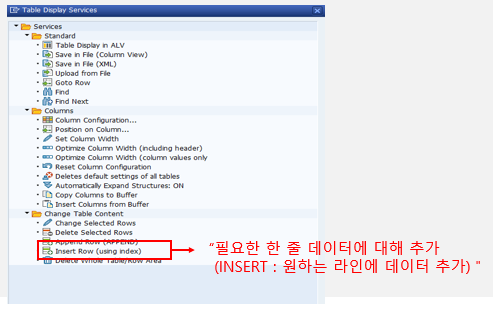 Table Display Services
Services
Standard
Table Display in ALV
Save in File (Column View)
Save in File (XML)
Upload from File
Goto Row
Find
Find Next
Columns
Column Configuration...
Position on Column...
Set Column Width
Optimize Column Width (including header)
Optimize Column Width (column values only
Reset Column Configuration
Deletes default settings of all tables
Automatically Expand Structures: ON
Copy Columns to Buffer
Insert Columns from Buffer
Change Table Content
Change Selected Rows
Delete Selected Rows
Append Row (APPEND)
Insert Row (using index)
Delete Whole Table/Row Area
“필요한 한 줄 데이터에 대해 추가
(INSERT : 원하는 라인에 데이터 추가) "